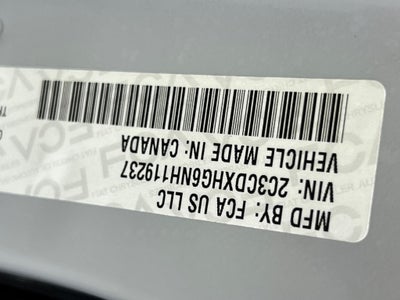 MFD BY: FCA US LLC
VIN: 2C3CDXHG6NH119237
VEHICLE MADE IN: CANADA